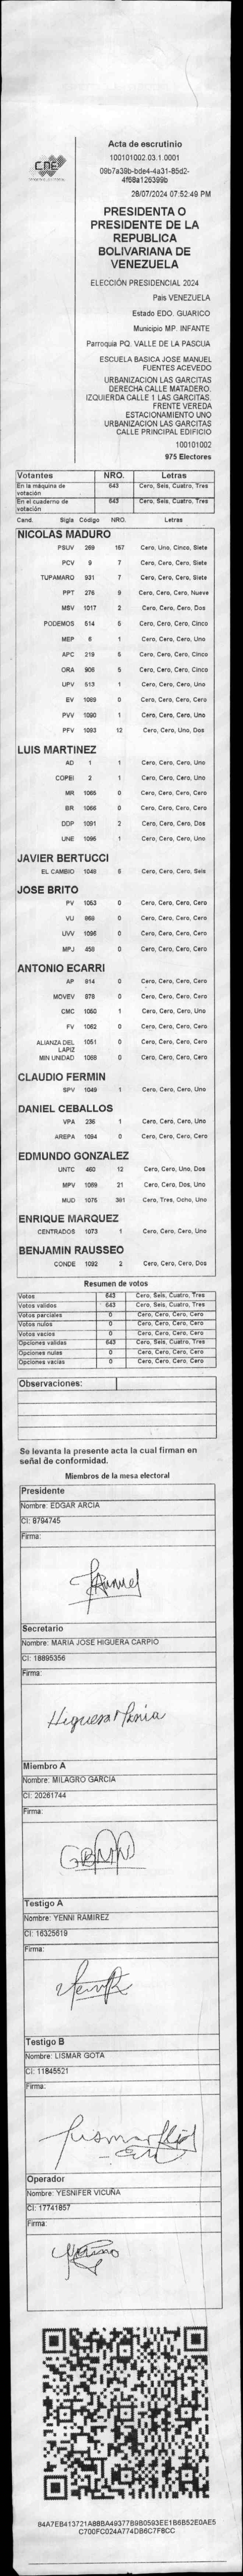 CNE
Acta de escrutinio
100101002.03.1.0001
09b7a39b-bde4-4a31-85d2-
4f68a126399b
28/07/2024 07:52:49 PM
PRESIDENTA O
PRESIDENTE DE LA
REPUBLICA
BOLIVARIANA DE
VENEZUELA
ELECCIÓN PRESIDENCIAL 2024
Pais VENEZUELA
Estado EDO. GUARICO
Municipio MP. INFANTE
Parroquia PQ. VALLE DE LA PASCUA
ESCUELA BASICA JOSE MANUEL
FUENTES ACEVEDO
URBANIZACION LAS GARCITAS
DERECHA CALLE MATADERO.
IZQUIERDA CALLE 1 LAS GARCITAS.
FRENTE VEREDA
ESTACIONAMIENTO UNO
URBANIZACION LAS GARCITAS
CALLE PRINCIPAL EDIFICIO
100101002
975 Electores
Votantes NRO. Letras
En la máquina de votación 643 Cero, Seis, Cuatro, Tres
En el cuaderno de votación 643 Cero, Seis, Cuatro, Tres
Cand. Sigla Código NRO. Letras
NICOLAS MADURO
PSUV 269 157 Cero, Uno, Cinco, Siete
PCV 9 7 Cero, Cero, Cero, Siete
TUPAMARO 931 7 Cero, Cero, Cero, Siete
PPT 276 9 Cero, Cero, Cero, Nueve
MSV 1017 2 Cero, Cero, Cero, Dos
PODEMOS 514 5 Cero, Cero, Cero, Cinco
MEP 6 1 Cero, Cero, Cero, Uno
APC 219 5 Cero, Cero, Cero, Cinco
ORA 906 5 Cero, Cero, Cero, Cinco
UPV 513 1 Cero, Cero, Cero, Uno
EV 1089 0 Cero, Cero, Cero, Cero
PVV 1090 1 Cero, Cero, Cero, Uno
PFV 1093 12 Cero, Cero, Uno, Dos
LUIS MARTINEZ
AD 1 1 Cero, Cero, Cero, Uno
COPEI 2 1 Cero, Cero, Cero, Uno
MR 1065 0 Cero, Cero, Cero, Cero
BR 1066 0 Cero, Cero, Cero, Cero
DDP 1091 2 Cero, Cero, Cero, Dos
UNE 1095 1 Cero, Cero, Cero, Uno
JAVIER BERTUCCI
EL CAMBIO 1048 6 Cero, Cero, Cero, Seis
JOSE BRITO
PV 1053 0 Cero, Cero, Cero, Cero
VU 868 0 Cero, Cero, Cero, Cero
UVV 1096 0 Cero, Cero, Cero, Cero
MPJ 459 0 Cero, Cero, Cero, Cero
ANTONIO ECARRI
AP 914 0 Cero, Cero, Cero, Cero
MOVEV 878 0 Cero, Cero, Cero, Cero
CMC 1050 1 Cero, Cero, Cero, Uno
FV 1062 0 Cero, Cero, Cero, Cero
ALIANZA DEL LAPIZ 1051 0 Cero, Cero, Cero, Cero
MIN UNIDAD 1068 0 Cero, Cero, Cero, Cero
CLAUDIO FERMIN
SPV 1049 1 Cero, Cero, Cero, Uno
DANIEL CEBALLOS
VPA 236 1 Cero, Cero, Cero, Uno
AREPA 1094 0 Cero, Cero, Cero, Cero
EDMUNDO GONZALEZ
UNTC 460 12 Cero, Cero, Uno, Dos
MPV 1069 21 Cero, Cero, Dos, Uno
MUD 1075 381 Cero, Tres, Ocho, Uno
ENRIQUE MARQUEZ
CENTRADOS 1073 1 Cero, Cero, Cero, Uno
BENJAMIN RAUSSEO
CONDE 1092 2 Cero, Cero, Cero, Dos
Resumen de votos
Votos 643 Cero, Seis, Cuatro, Tres
Votos validos 643 Cero, Seis, Cuatro, Tres
Votos parciales 0 Cero, Cero, Cero, Cero
Votos nulos 0 Cero, Cero, Cero, Cero
Votos vacios 0 Cero, Cero, Cero, Cero
Opciones validas 643 Cero, Seis, Cuatro, Tres
Opciones nulas 0 Cero, Cero, Cero, Cero
Opciones vacias 0 Cero, Cero, Cero, Cero
Observaciones:
Se levanta la presente acta la cual firman en
señal de conformidad.
Miembros de la mesa electoral
Presidente
Nombre: EDGAR ARCIA
CI: 8794745
Firma:
Secretario
Nombre: MARIA JOSE HIGUERA CARPIO
CI: 18895356
Firma:
Higuera Maria
Miembro A
Nombre: MILAGRO GARCIA
CI: 20261744
Firma:
Testigo A
Nombre: YENNI RAMIREZ
CI: 16325619
Firma:
Testigo B
Nombre: LISMAR GOTA
CI: 11845521
Firma:
Operador
Nombre: YESNIFER VICUÑA
CI: 17741857
Firma:
84A7EB413721A88BA49377B9B0593EE1B6B52E0AE5
C700FC024A774DB6C7F8CC